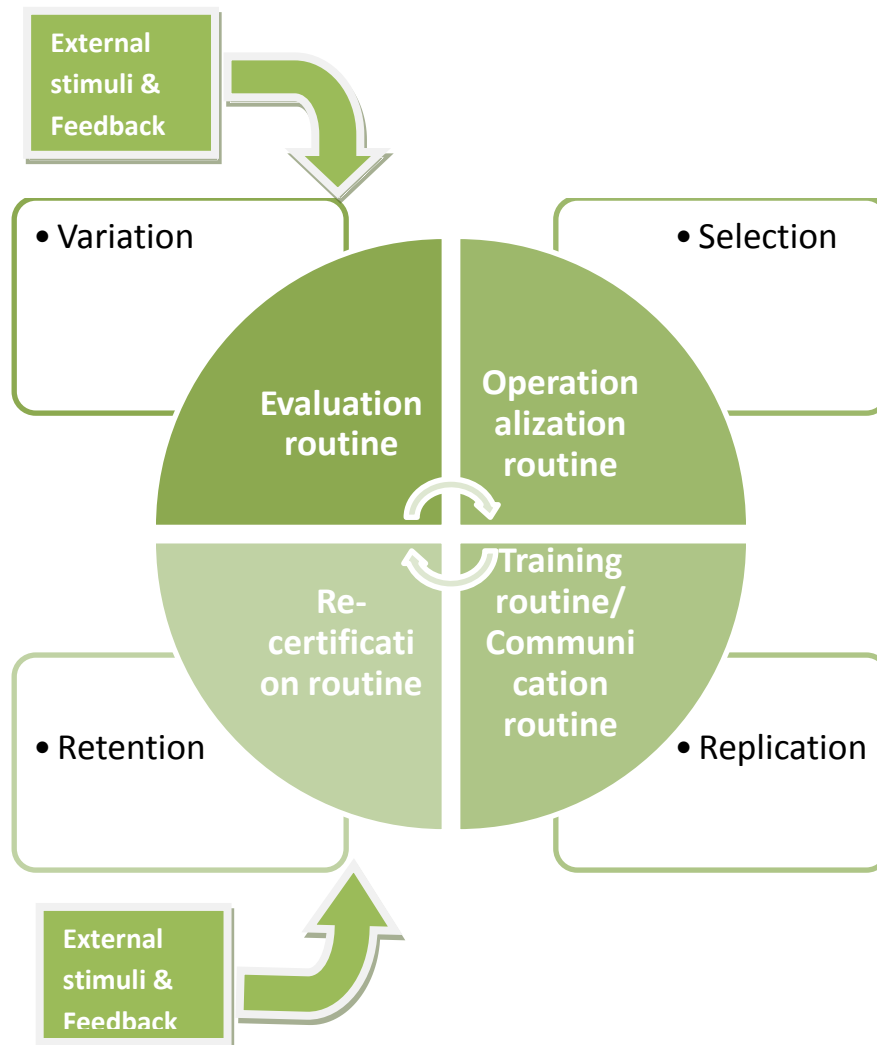 External
stimuli &
Feedback
• Variation
• Selection
Evaluation
routine
Operation
alization
routine
Re-
certificati
on routine
Training
routine/
Communi
cation
routine
• Retention
• Replication
External
stimuli &
Feedback